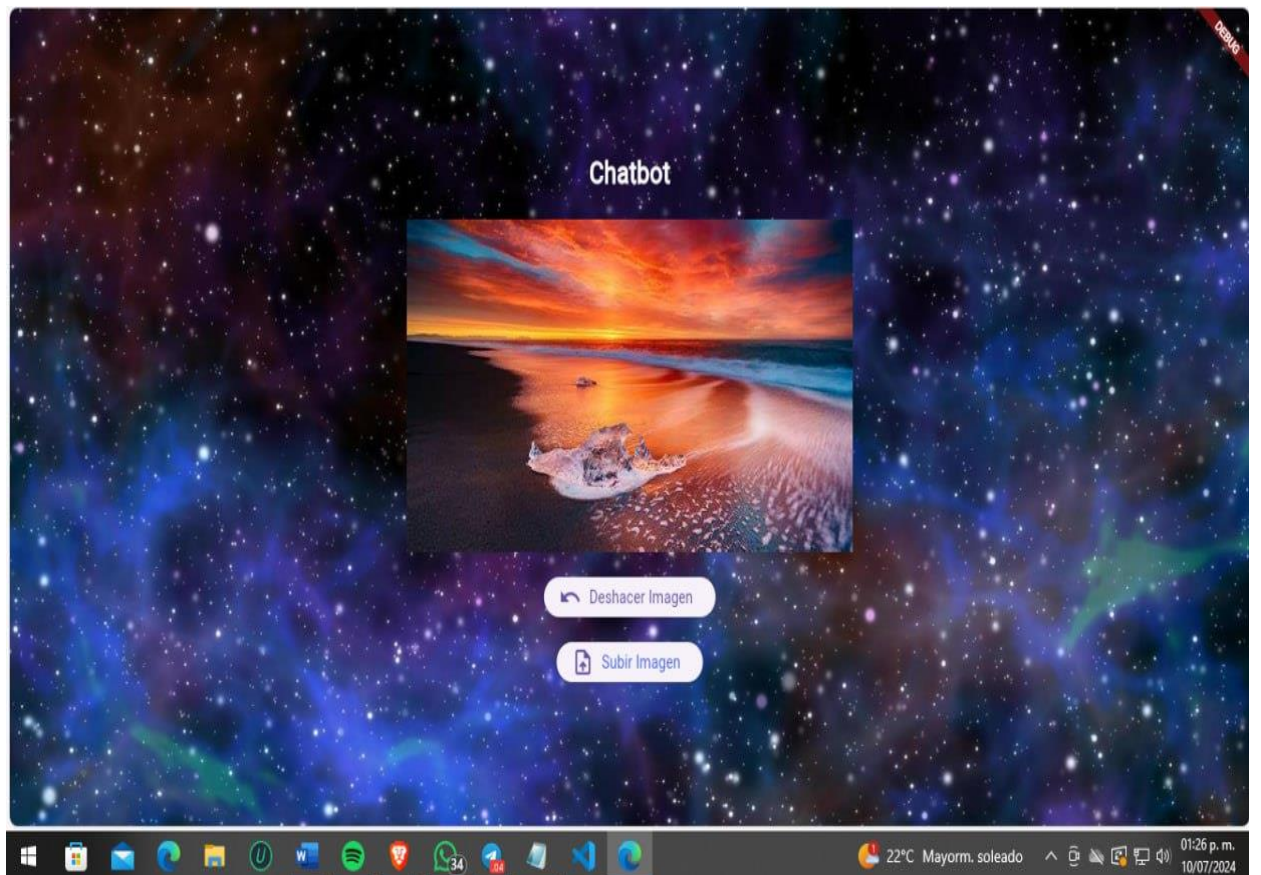 DEBUG
Chatbot
Deshacer Imagen
Subir Imagen
34
22°C Mayorm. soleado
01:26 p. m.
10/07/2024